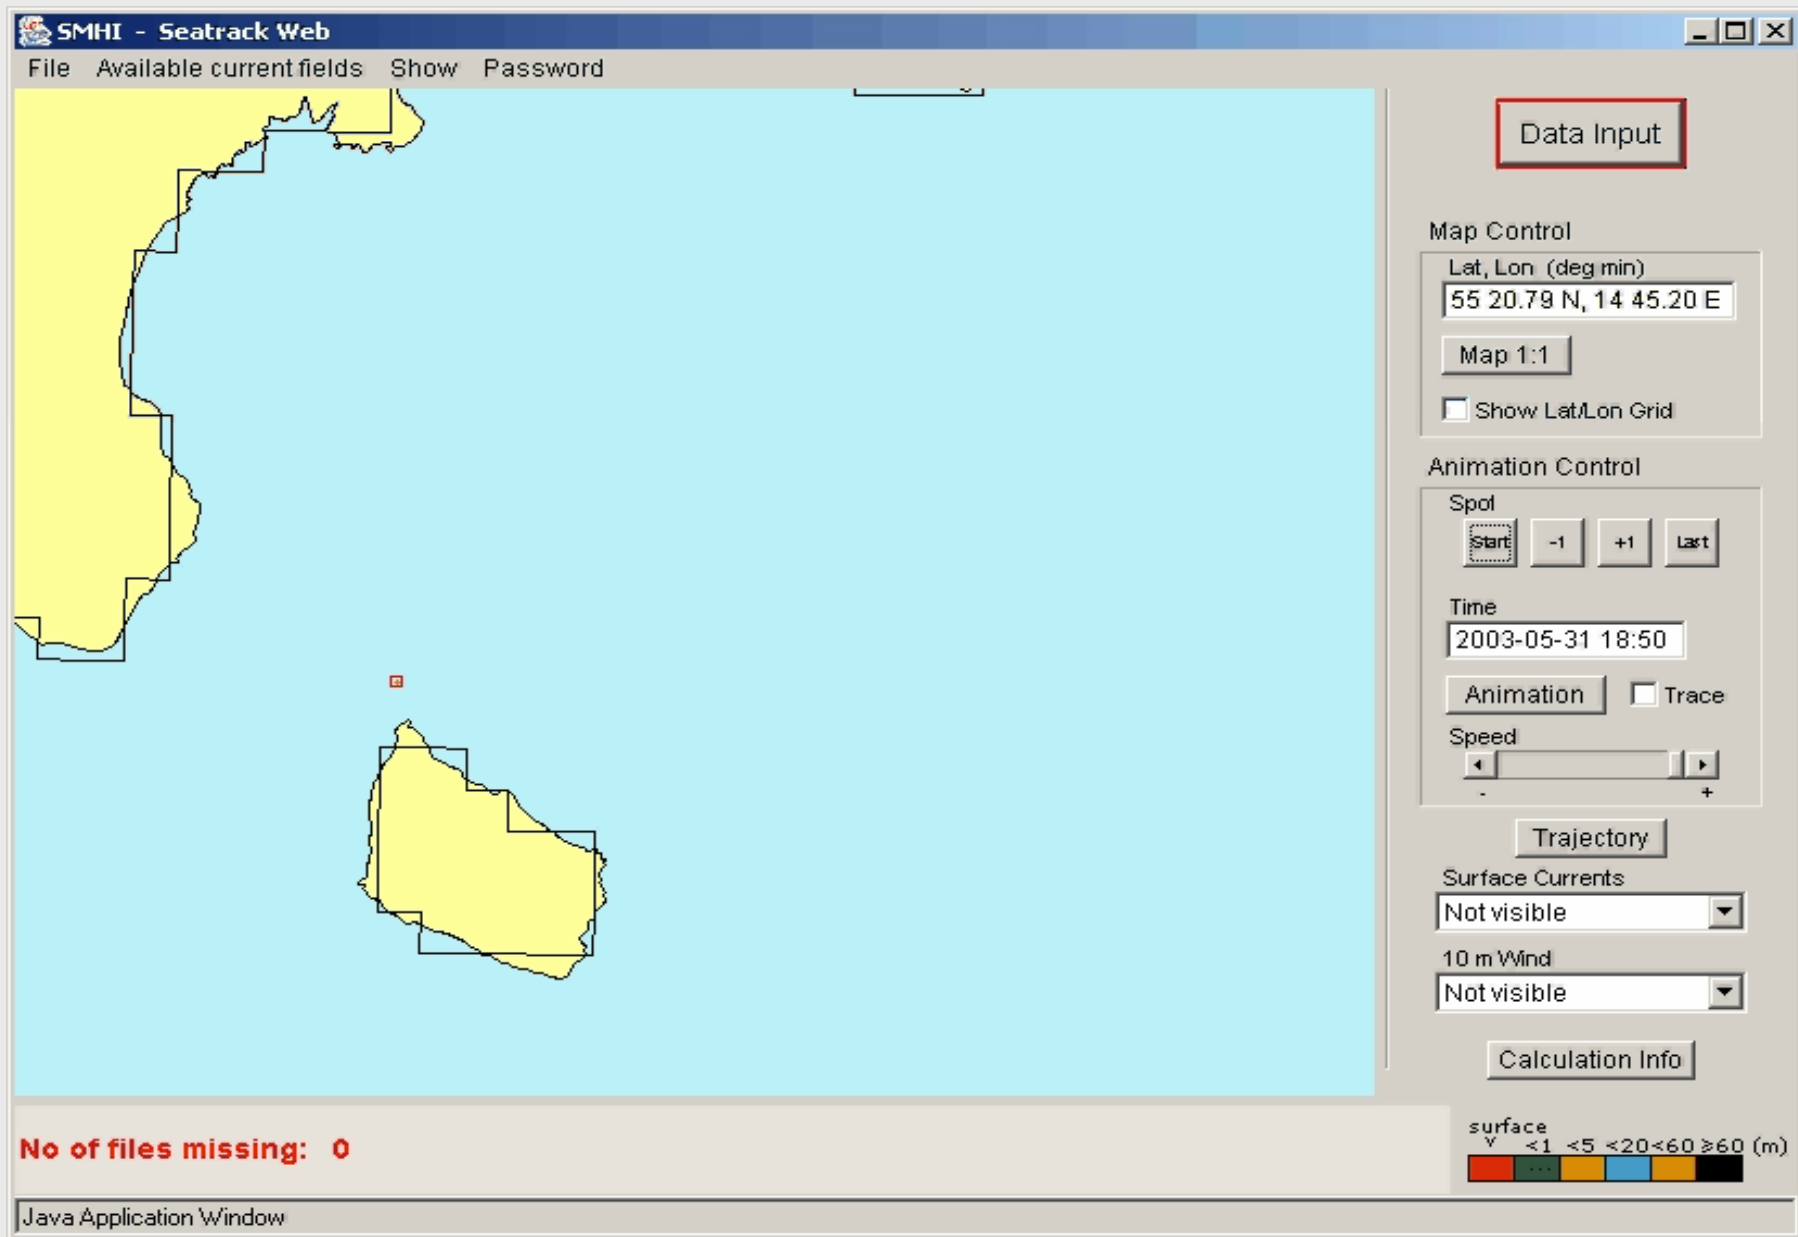 SMHI - Seatrack Web
File Available current fields Show Password
Data Input
Map Control
Lat, Lon (deg min)
55 20.79 N, 14 45.20 E
Map 1:1
Show Lat/Lon Grid
Animation Control
Spot
Start -1 +1 Last
Time
2003-05-31 18:50
Animation Trace
Speed
- +
Trajectory
Surface Currents
Not visible
10 m Wind
Not visible
Calculation Info
No of files missing: 0
surface
v <1 <5 <20 <60 ≥60 (m)
Java Application Window